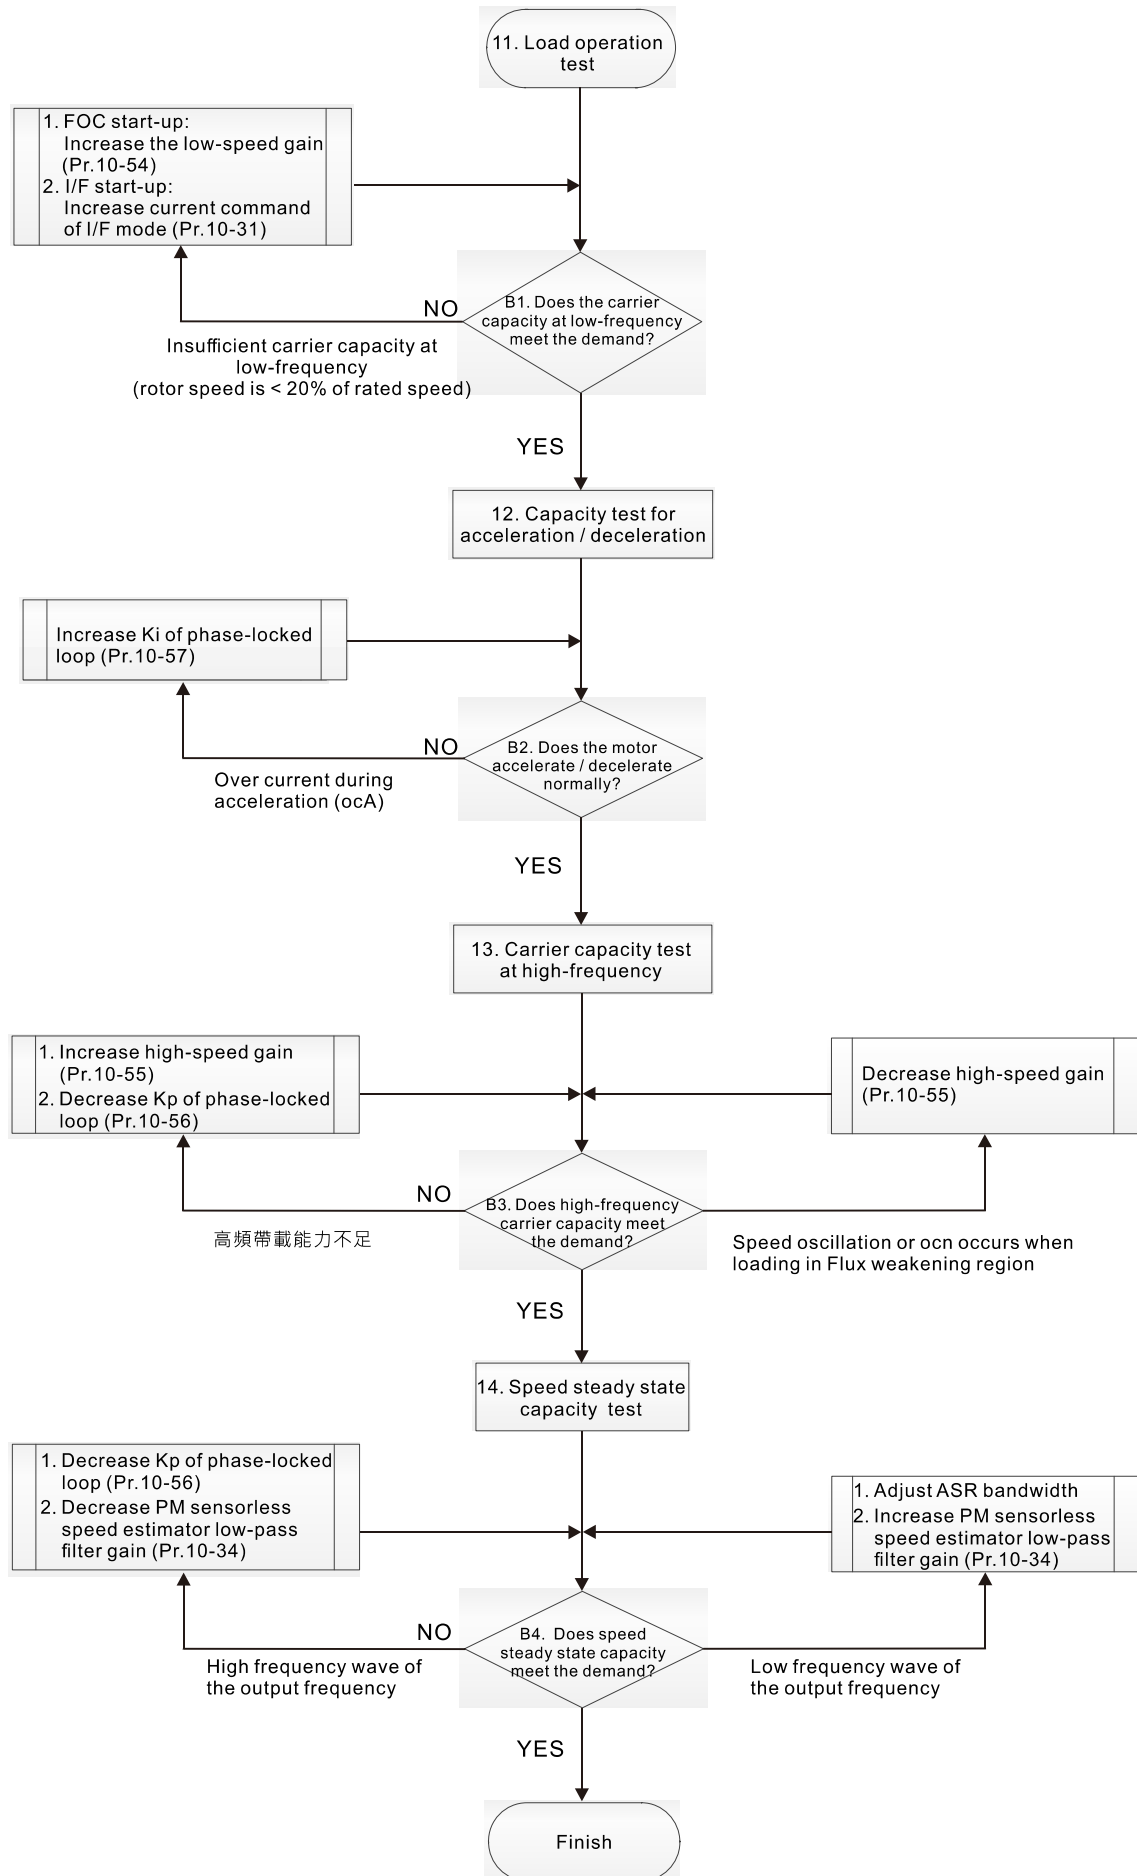 11. Load operation
test
1. FOC start-up:
Increase the low-speed gain
(Pr.10-54)
2. I/F start-up:
Increase current command
of I/F mode (Pr.10-31)
NO
B1. Does the carrier
capacity at low-frequency
meet the demand?
Insufficient carrier capacity at
low-frequency
(rotor speed is < 20% of rated speed)
YES
12. Capacity test for
acceleration / deceleration
Increase Ki of phase-locked
loop (Pr.10-57)
NO
B2. Does the motor
accelerate / decelerate
normally?
Over current during
acceleration (ocA)
YES
13. Carrier capacity test
at high-frequency
1. Increase high-speed gain
(Pr.10-55)
2. Decrease Kp of phase-locked
loop (Pr.10-56)
Decrease high-speed gain
(Pr.10-55)
NO
B3. Does high-frequency
carrier capacity meet
the demand?
高頻帶載能力不足
Speed oscillation or ocn occurs when
loading in Flux weakening region
YES
14. Speed steady state
capacity test
1. Decrease Kp of phase-locked
loop (Pr.10-56)
2. Decrease PM sensorless
speed estimator low-pass
filter gain (Pr.10-34)
1. Adjust ASR bandwidth
2. Increase PM sensorless
speed estimator low-pass
filter gain (Pr.10-34)
NO
B4. Does speed
steady state capacity
meet the demand?
High frequency wave of
the output frequency
Low frequency wave of
the output frequency
YES
Finish